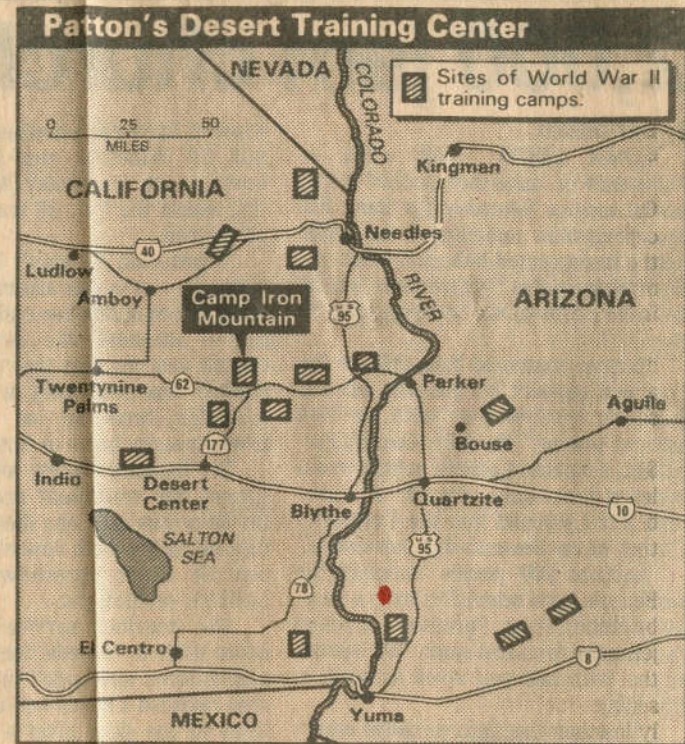 Patton's Desert Training Center
NEVADA
COLORADO
Sites of World War II
training camps.
0 25 50
MILES
Kingman
CALIFORNIA
Needles
40
Ludlow
Amboy
Camp Iron
Mountain
U S
95
RIVER
ARIZONA
Twentynine
Palms
62
Parker
177
Bouse
Aguila
Indio
Desert
Center
Blythe
Quartzite
10
SALTON
SEA
U S
95
78
El Centro
8
MEXICO
Yuma